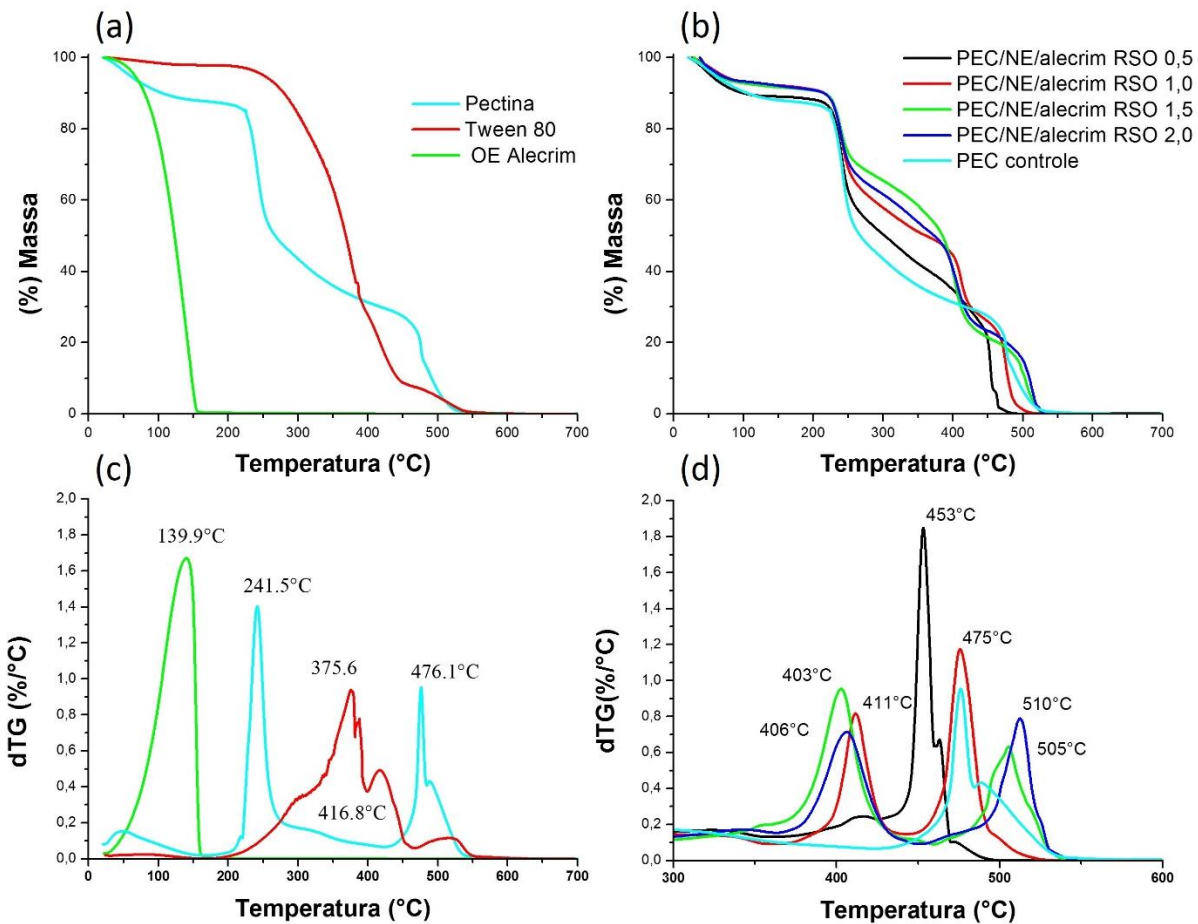 (a)
(%) Massa
100
80
60
40
20
0
0 100 200 300 400 500 600 700
Temperatura (°C)
Pectina
Tween 80
OE Alecrim
(b)
(%) Massa
100
80
60
40
20
0
0 100 200 300 400 500 600 700
Temperatura (°C)
PEC/NE/alecrim RSO 0,5
PEC/NE/alecrim RSO 1,0
PEC/NE/alecrim RSO 1,5
PEC/NE/alecrim RSO 2,0
PEC controle
(c)
dTG (%/°C)
2,0
1,8
1,6
1,4
1,2
1,0
0,8
0,6
0,4
0,2
0,0
0 100 200 300 400 500 600 700
Temperatura (°C)
139.9°C
241.5°C
375.6
416.8°C
476.1°C
(d)
dTG(%/°C)
2,0
1,8
1,6
1,4
1,2
1,0
0,8
0,6
0,4
0,2
0,0
300 400 500 600
Temperatura (°C)
453°C
475°C
403°C
411°C
406°C
510°C
505°C